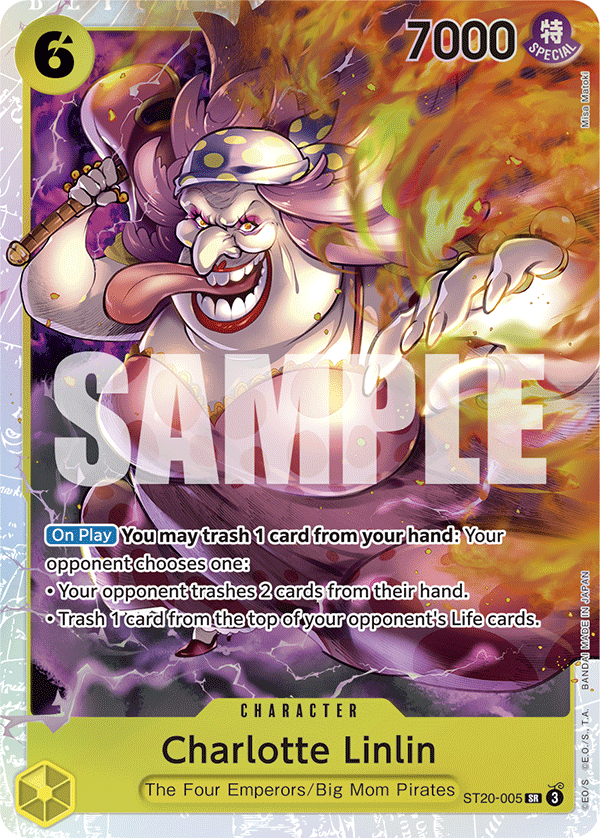 6
7000
特
SPECIAL
Misa Matoki
SAMPLE
On Play You may trash 1 card from your hand: Your
opponent chooses one:
• Your opponent trashes 2 cards from their hand.
• Trash 1 card from the top of your opponent's Life cards.
©E.O/S ©E.O./S., T.A. BANDAI MADE IN JAPAN
CHARACTER
Charlotte Linlin
The Four Emperors/Big Mom Pirates
ST20-005 SR 3